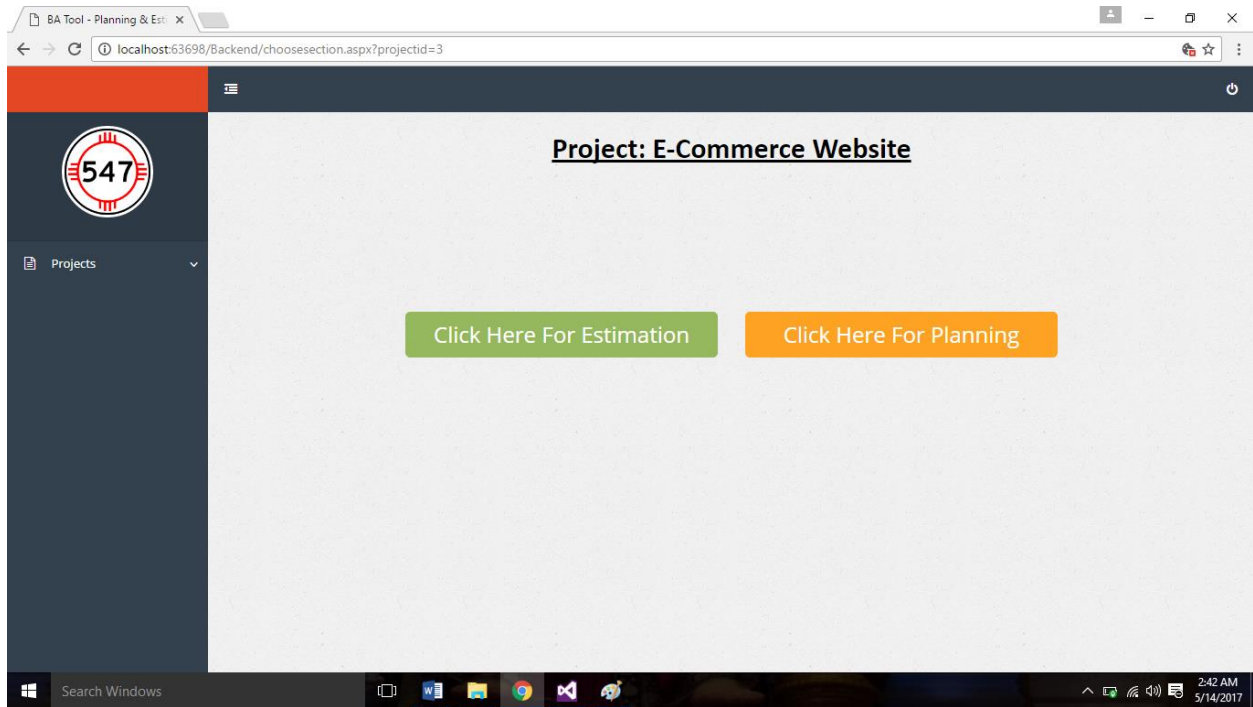 BA Tool - Planning & Esti
localhost:63698/Backend/choosesection.aspx?projectid=3
547
Project: E-Commerce Website
Projects
Click Here For Estimation
Click Here For Planning
Search Windows
2:42 AM
5/14/2017